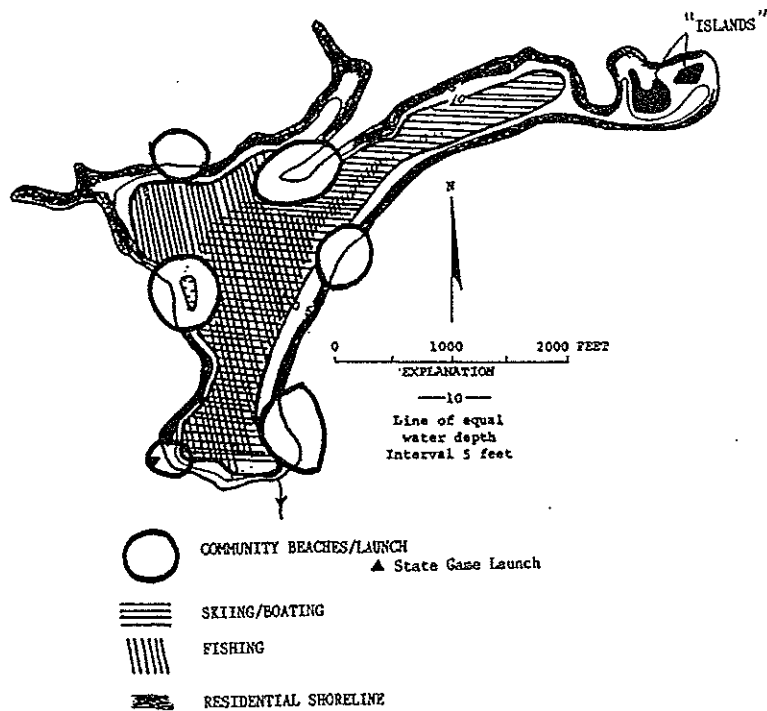 "ISLANDS"
10
N
0 1000 2000 FEET
EXPLANATION
—10—
Line of equal
water depth
Interval 5 feet
COMMUNITY BEACHES/LAUNCH
▲ State Game Launch
SKIING/BOATING
FISHING
RESIDENTIAL SHORELINE